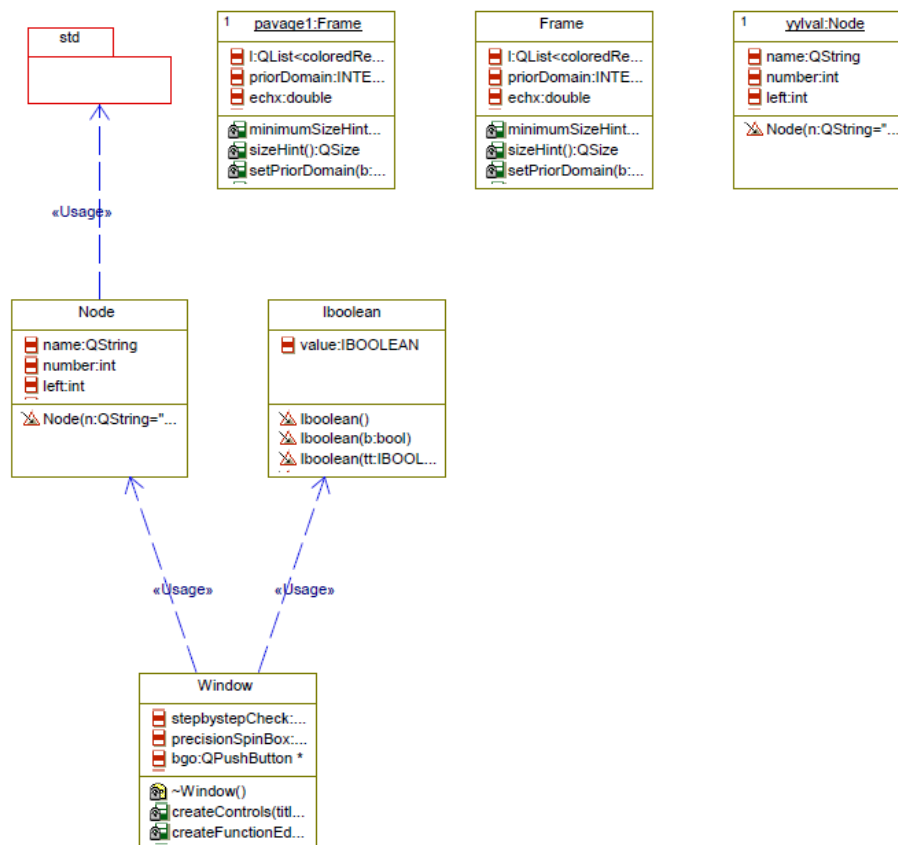 std
1
pavage1:Frame
l:QList<coloredRe...
priorDomain:INTE...
echx:double
minimumSizeHint...
sizeHint():QSize
setPriorDomain(b:...
Frame
l:QList<coloredRe...
priorDomain:INTE...
echx:double
minimumSizeHint...
sizeHint():QSize
setPriorDomain(b:...
1
yylval:Node
name:QString
number:int
left:int
Node(n:QString="...
«Usage»
Node
name:QString
number:int
left:int
Node(n:QString="...
Iboolean
value:IBOOLEAN
Iboolean()
Iboolean(b:bool)
Iboolean(tt:IBOOL...
«Usage»
«Usage»
Window
stepbystepCheck:...
precisionSpinBox:...
bgo:QPushButton *
~Window()
createControls(titl...
createFunctionEd...